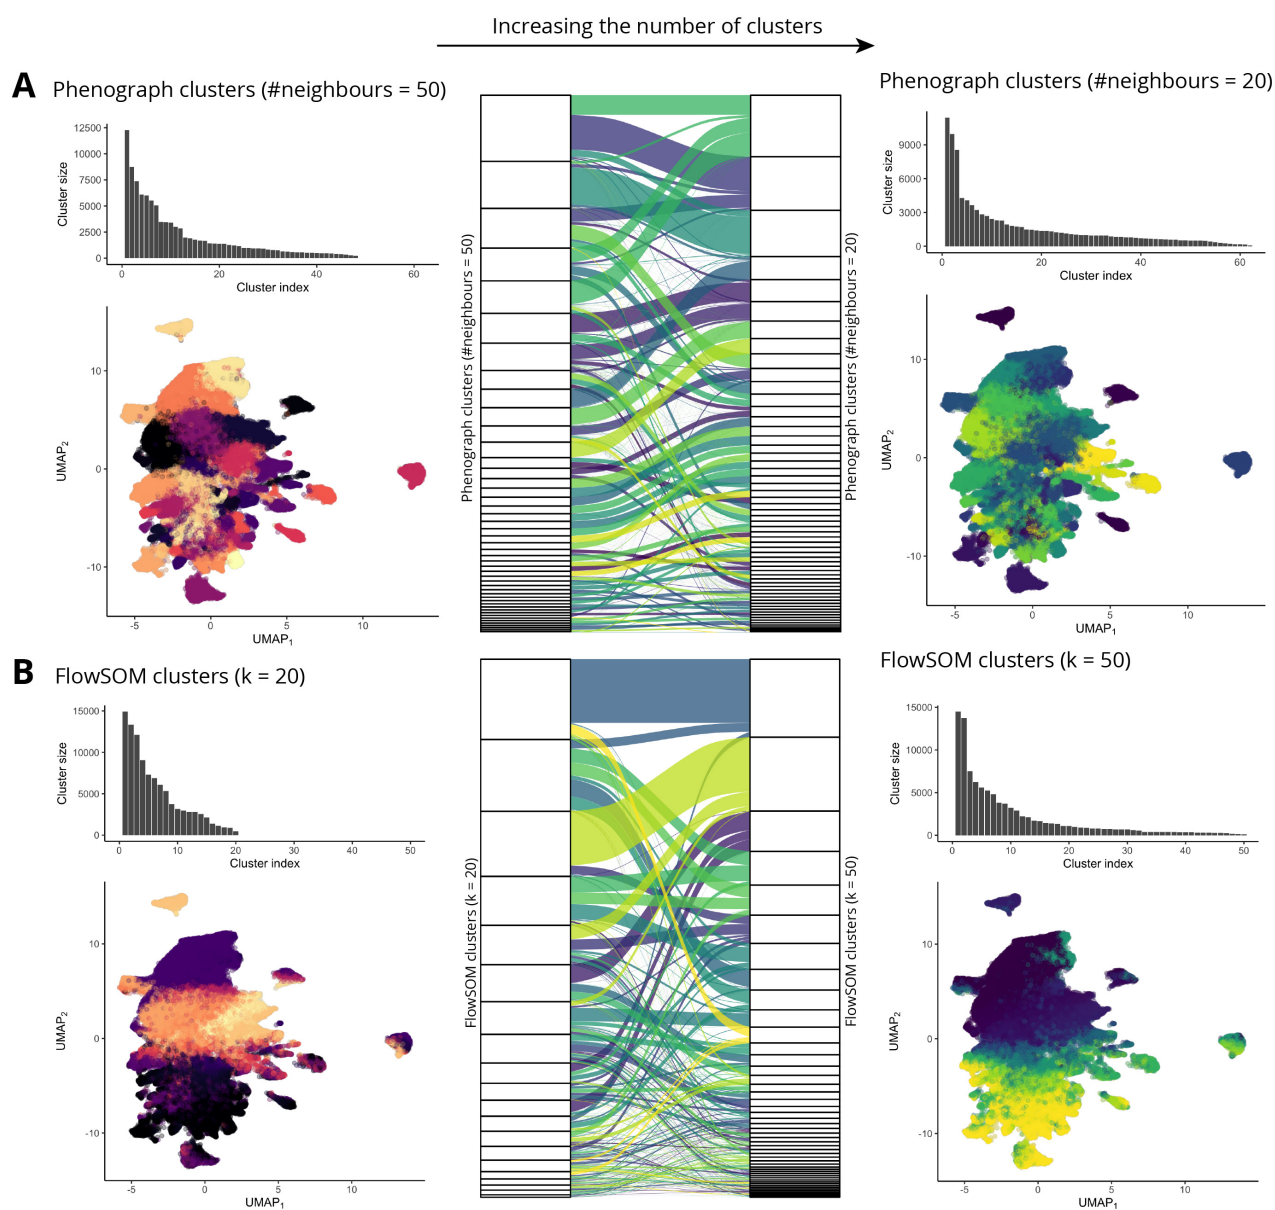 Increasing the number of clusters
A
Phenograph clusters (#neighbours = 50)
12500
10000
7500
5000
2500
0
Cluster size
0 20 40 60
Cluster index
10
0
-10
UMAP2
-5 0 5 10
UMAP1
Phenograph clusters (#neighbours = 50)
Phenograph clusters (#neighbours = 20)
Phenograph clusters (#neighbours = 20)
9000
6000
3000
0
Cluster size
0 20 40 60
Cluster index
10
0
-10
UMAP2
-5 0 5 10
UMAP1
B
FlowSOM clusters (k = 20)
15000
10000
5000
0
Cluster size
0 10 20 30 40 50
Cluster index
10
0
-10
UMAP2
-5 0 5 10
UMAP1
FlowSOM clusters (k = 20)
FlowSOM clusters (k = 50)
FlowSOM clusters (k = 50)
15000
10000
5000
0
Cluster size
0 10 20 30 40 50
Cluster index
10
0
-10
UMAP2
-5 0 5 10
UMAP1